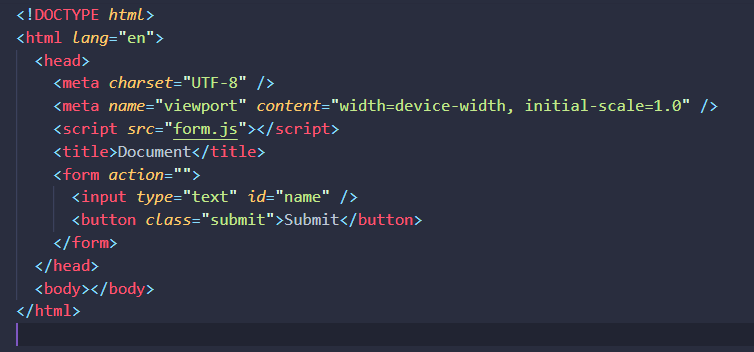 <!DOCTYPE html>
<html lang="en">
  <head>
    <meta charset="UTF-8" />
    <meta name="viewport" content="width=device-width, initial-scale=1.0" />
    <script src="form.js"></script>
    <title>Document</title>
    <form action="">
      <input type="text" id="name" />
      <button class="submit">Submit</button>
    </form>
  </head>
  <body></body>
</html>